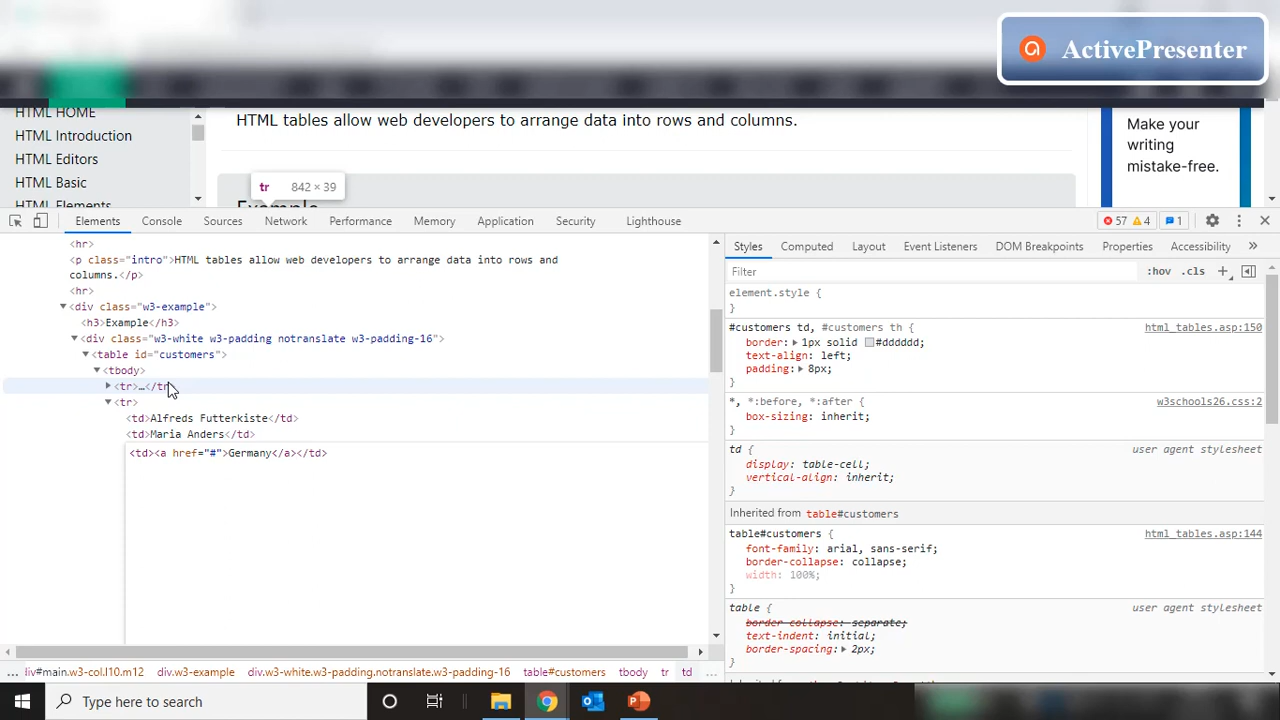 ActivePresenter
HTML HOME
HTML Introduction
HTML Editors
HTML Basic
HTML Elements
HTML tables allow web developers to arrange data into rows and columns.
Example
tr 842 × 39
Make your
writing
mistake-free.
Elements Console Sources Network Performance Memory Application Security Lighthouse 57 4 1
<hr>
<p class="intro">HTML tables allow web developers to arrange data into rows and
columns.</p>
<hr>
<div class="w3-example">
<h3>Example</h3>
<div class="w3-white w3-padding notranslate w3-padding-16">
<table id="customers">
<tbody>
<tr>…</tr
<tr>
<td>Alfreds Futterkiste</td>
<td>Maria Anders</td>
<td><a href="#">Germany</a></td>
Styles Computed Layout Event Listeners DOM Breakpoints Properties Accessibility »
Filter :hov .cls +
element.style {
}
#customers td, #customers th { html_tables.asp:150
border: 1px solid #dddddd;
text-align: left;
padding: 8px;
}
*, *:before, *:after { w3schools26.css:2
box-sizing: inherit;
}
td { user agent stylesheet
display: table-cell;
vertical-align: inherit;
}
Inherited from table#customers
table#customers { html_tables.asp:144
font-family: arial, sans-serif;
border-collapse: collapse;
width: 100%;
}
table { user agent stylesheet
border-collapse: separate;
text-indent: initial;
border-spacing: 2px;
}
... div#main.w3-col.l10.m12 div.w3-example div.w3-white.w3-padding.notranslate.w3-padding-16 table#customers tbody tr td ...
Type here to search